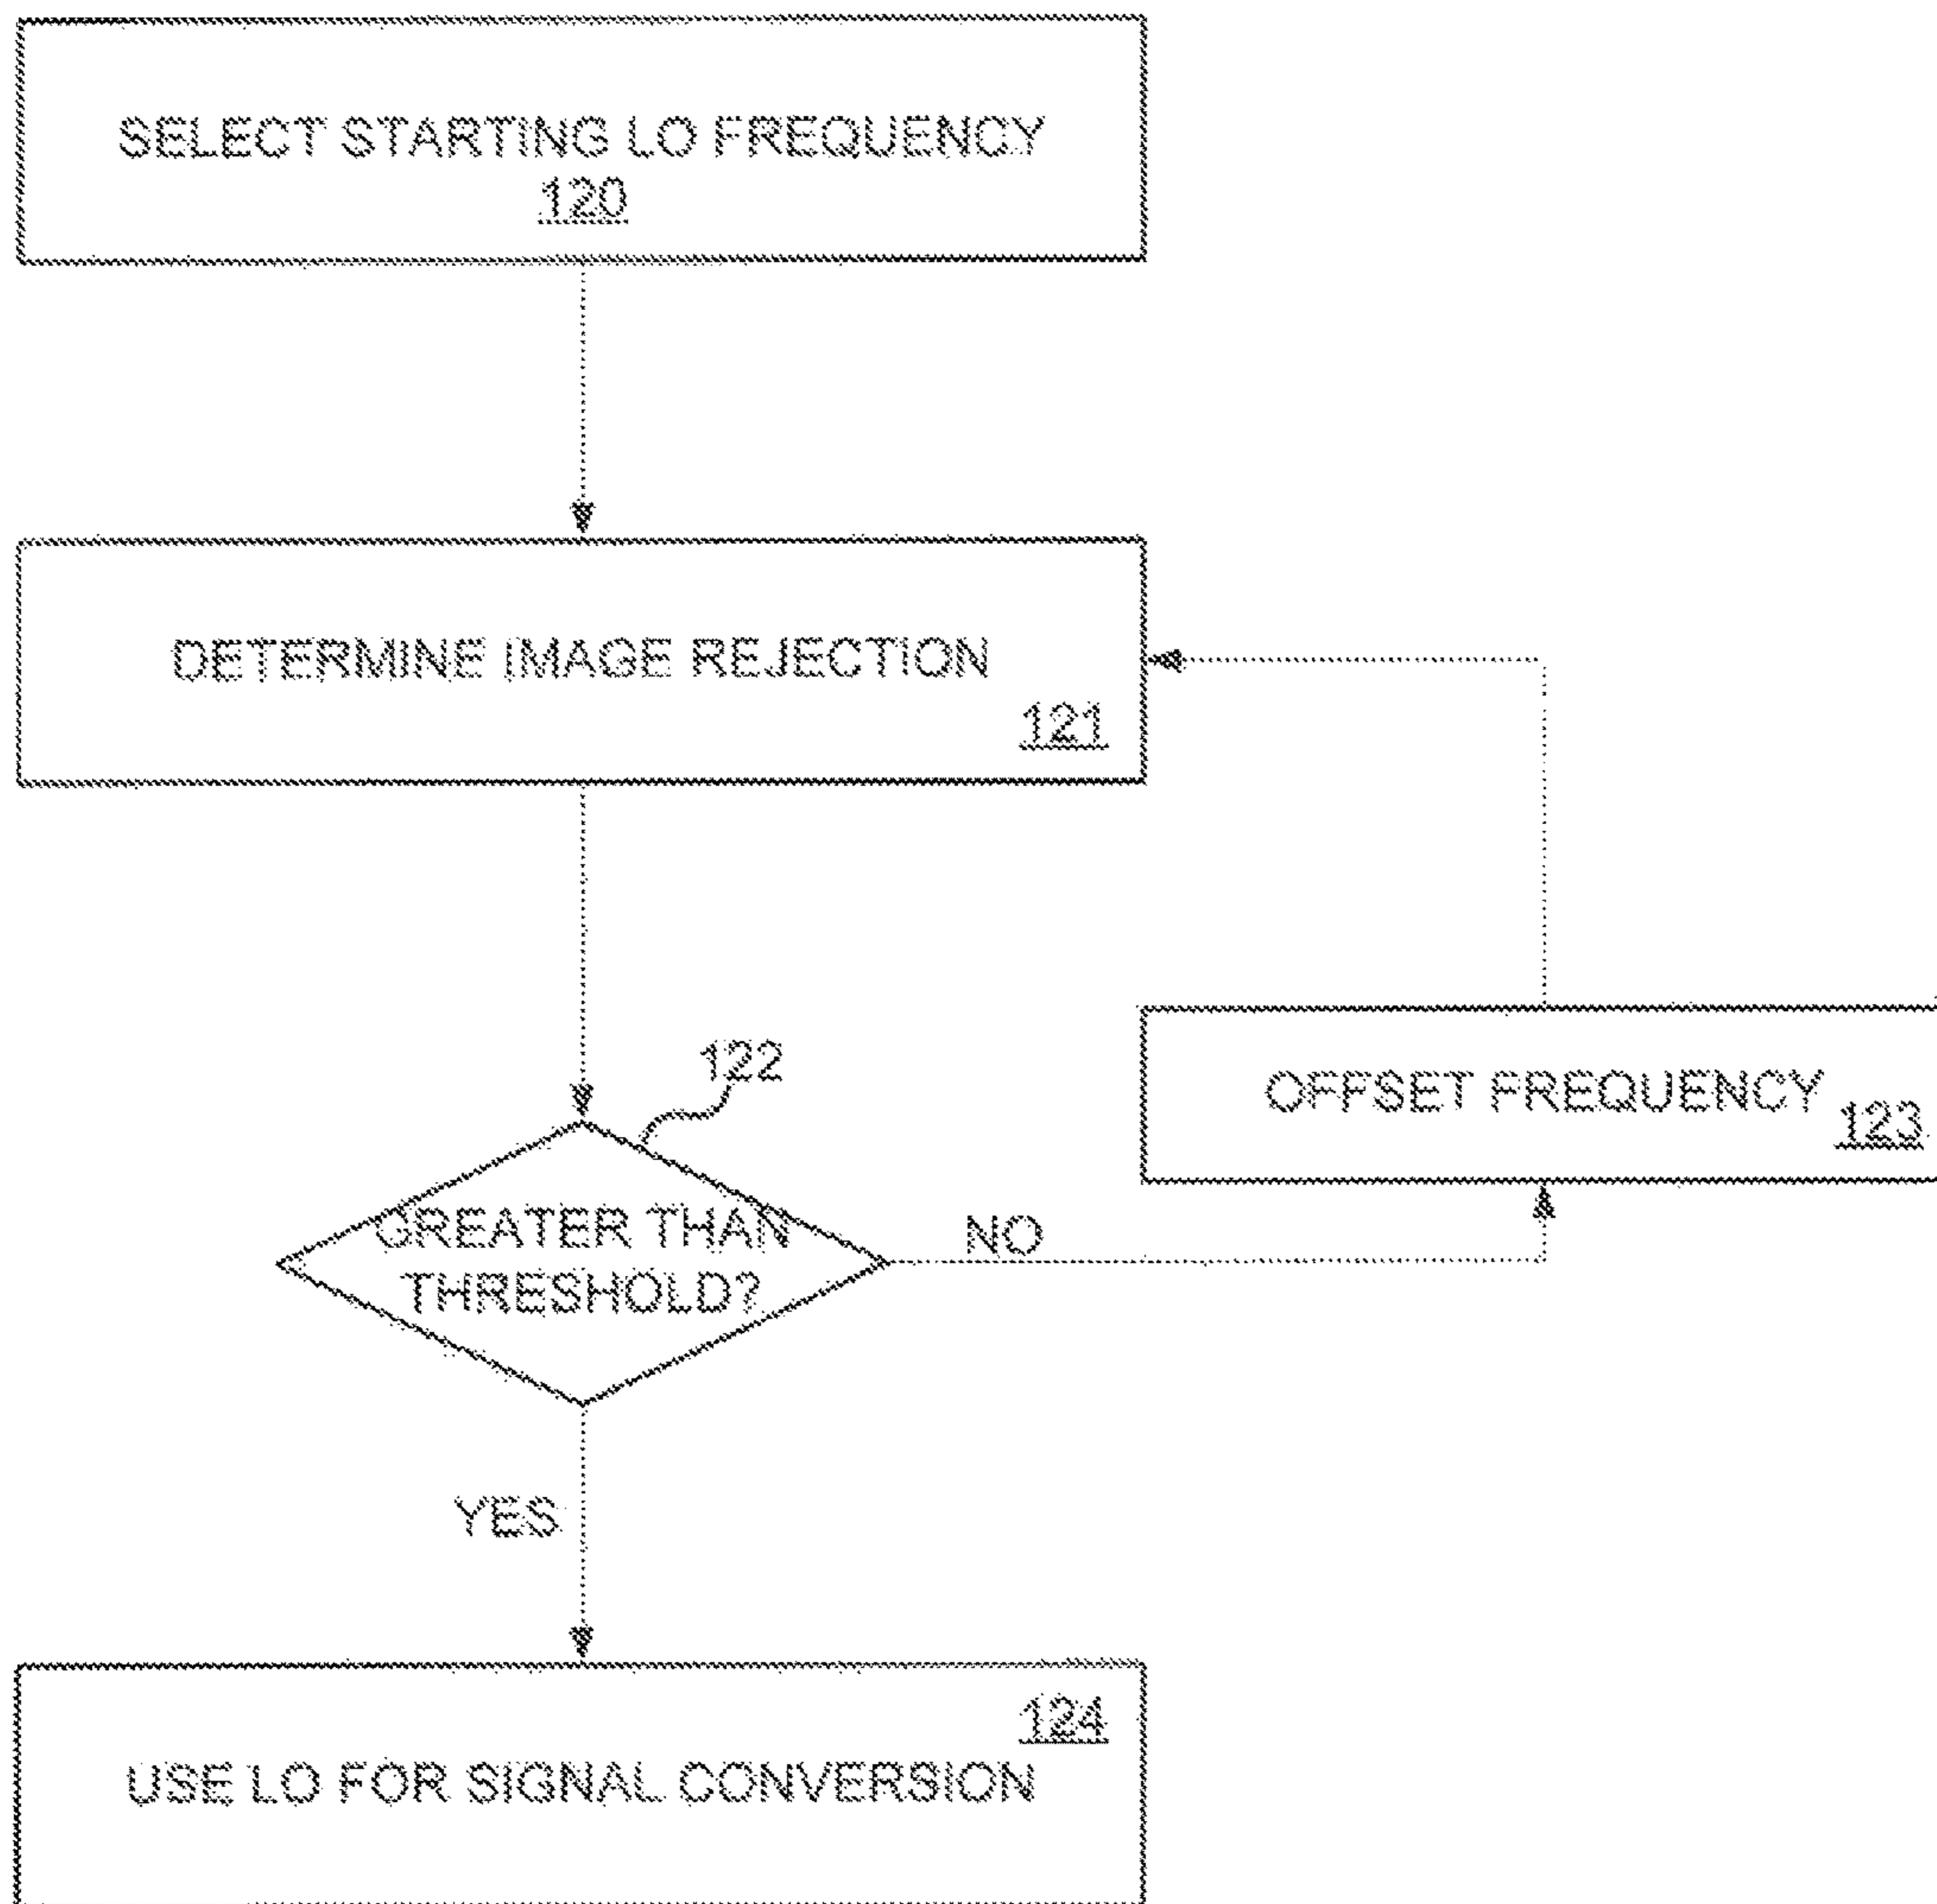 SELECT STARTING LO FREQUENCY
120
DETERMINE IMAGE REJECTION
121
122
GREATER THAN
THRESHOLD?
NO
OFFSET FREQUENCY
123
YES
124
USE LO FOR SIGNAL CONVERSION